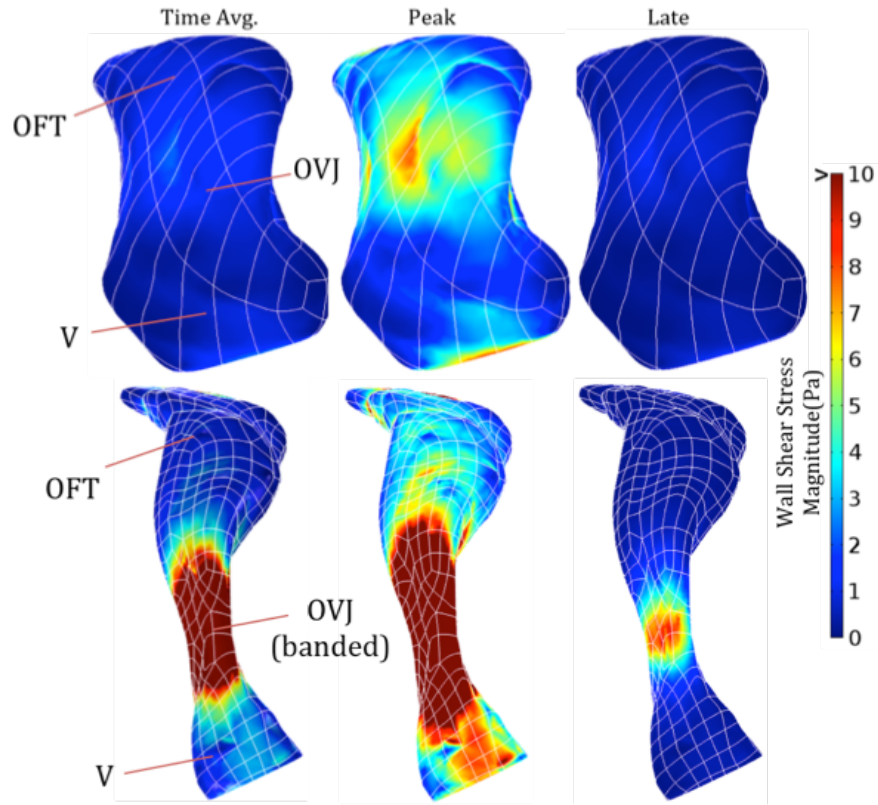 Time Avg.
Peak
Late
OFT
OVJ
V
OFT
OVJ
(banded)
V
Wall Shear Stress
Magnitude(Pa)
> 10
9
8
7
6
5
4
3
2
1
0